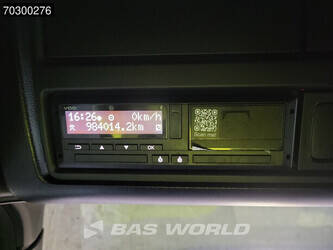 70300276
VDO
16:26 0km/h
984014.2km
Scan me!
OK
BAS WORLD